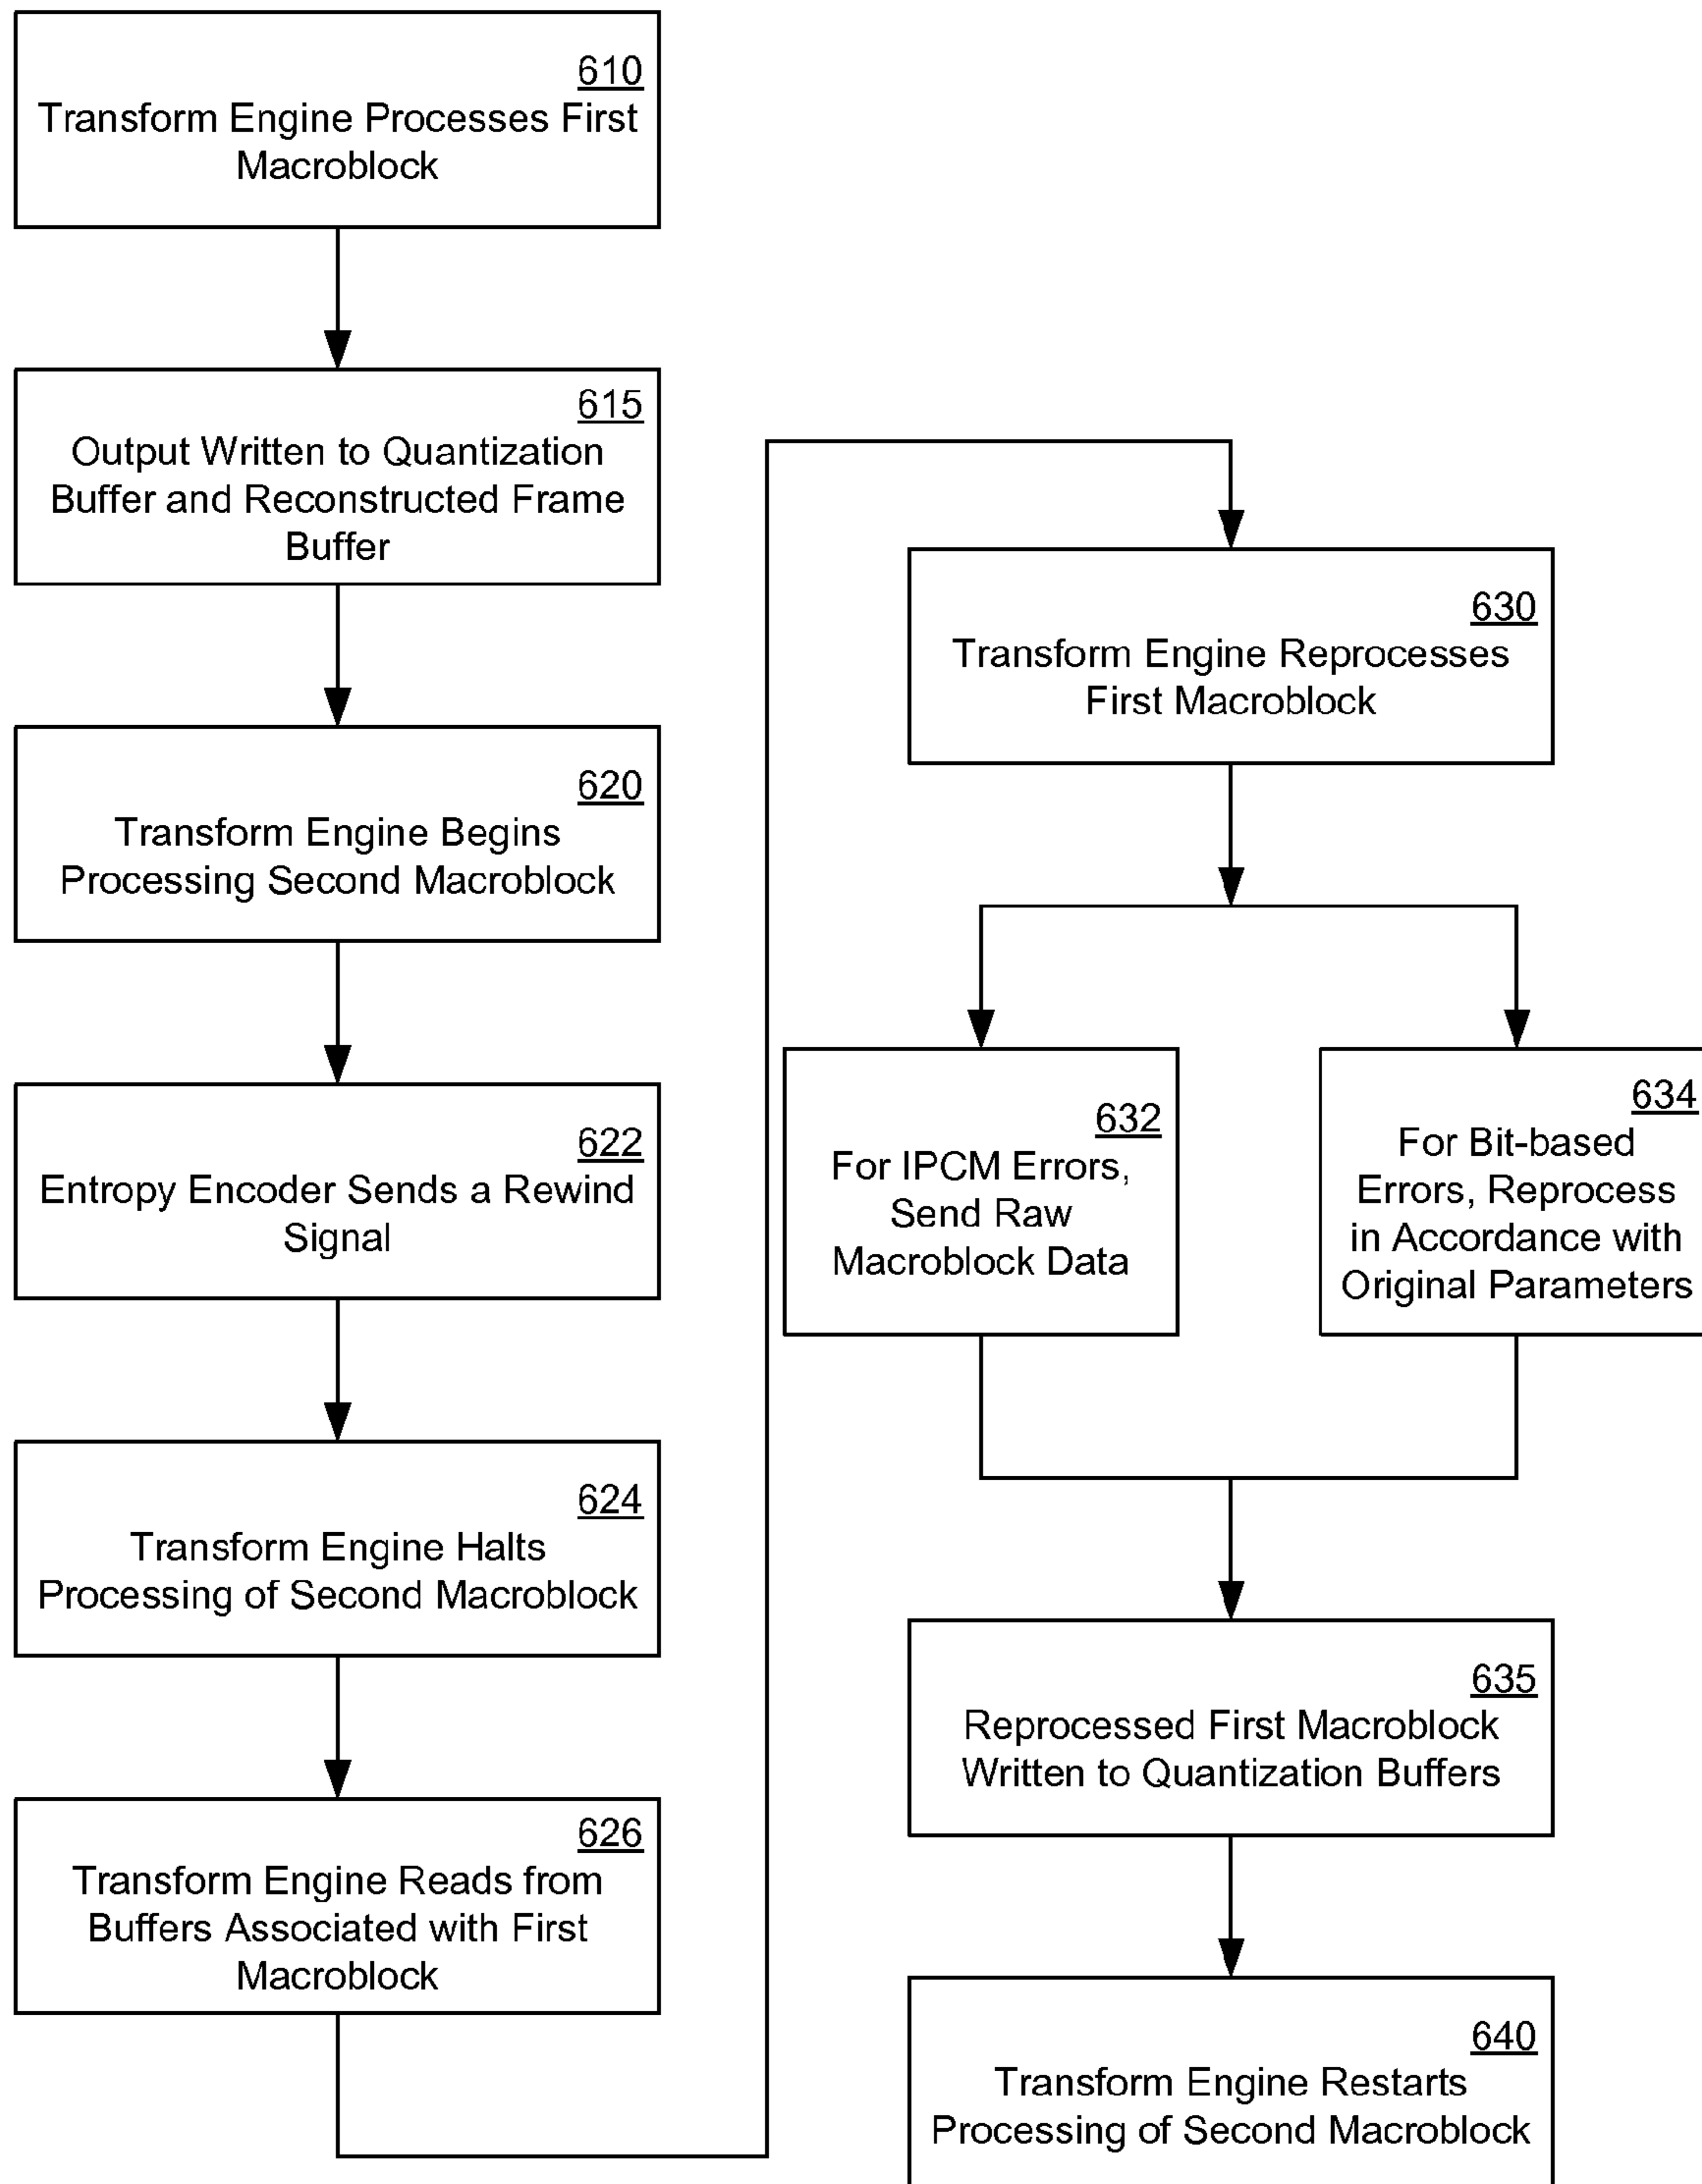 610
Transform Engine Processes First
Macroblock
615
Output Written to Quantization
Buffer and Reconstructed Frame
Buffer
620
Transform Engine Begins
Processing Second Macroblock
622
Entropy Encoder Sends a Rewind
Signal
624
Transform Engine Halts
Processing of Second Macroblock
626
Transform Engine Reads from
Buffers Associated with First
Macroblock
630
Transform Engine Reprocesses
First Macroblock
632
For IPCM Errors,
Send Raw
Macroblock Data
634
For Bit-based
Errors, Reprocess
in Accordance with
Original Parameters
635
Reprocessed First Macroblock
Written to Quantization Buffers
640
Transform Engine Restarts
Processing of Second Macroblock